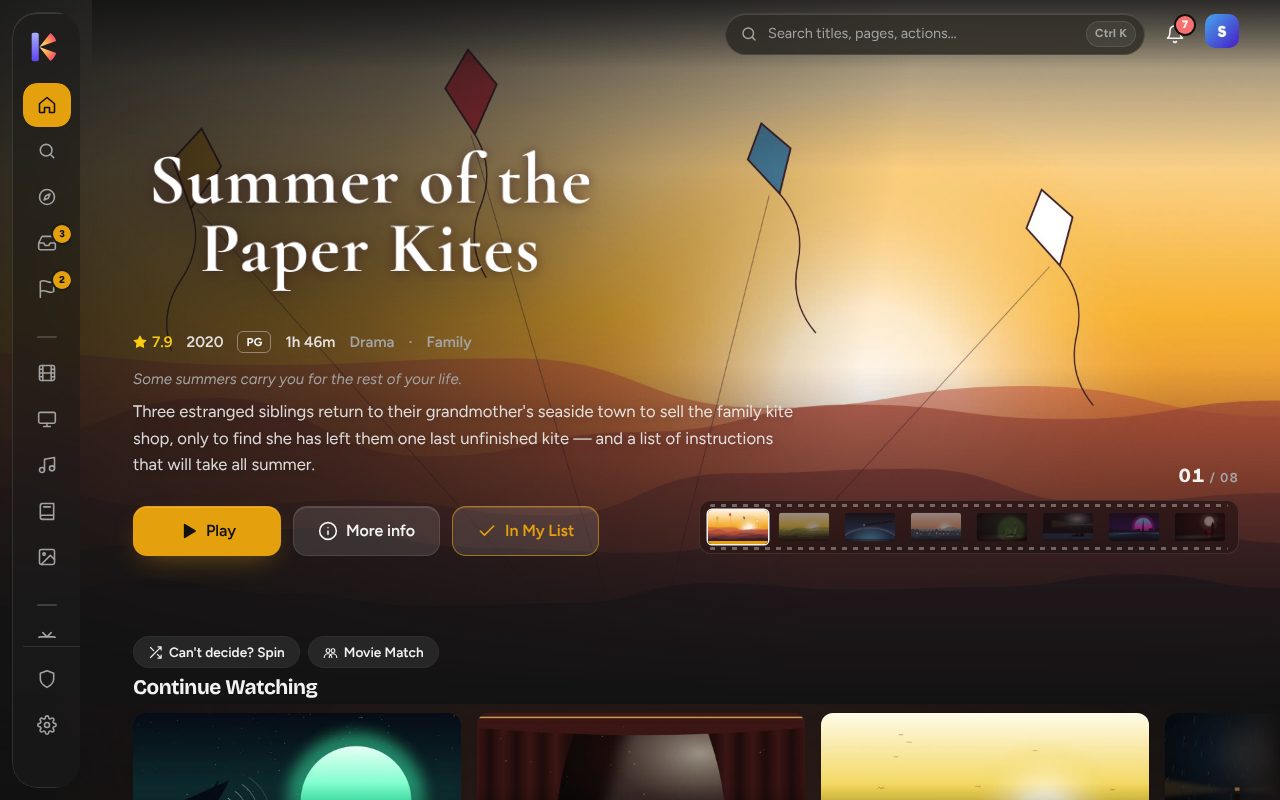 Search titles, pages, actions...
Ctrl K
7
S
3
2
Summer of the
Paper Kites
7.9 2020 PG 1h 46m Drama · Family
Some summers carry you for the rest of your life.
Three estranged siblings return to their grandmother's seaside town to sell the family kite
shop, only to find she has left them one last unfinished kite — and a list of instructions
that will take all summer.
01 / 08
Play
More info
In My List
Can't decide? Spin
Movie Match
Continue Watching